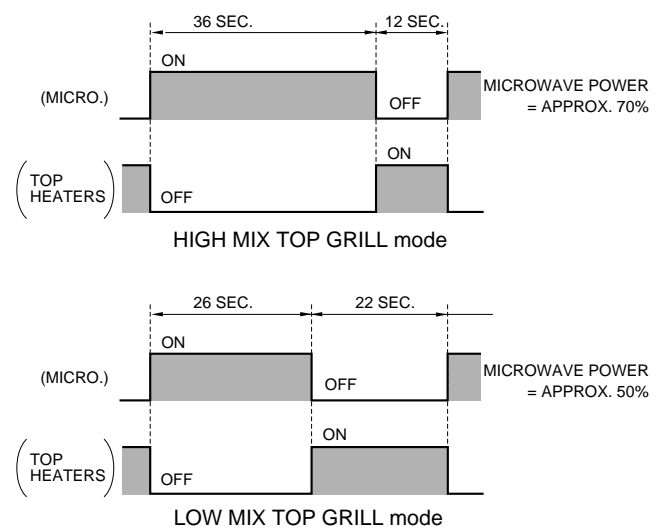 36 SEC. 12 SEC.
ON
(MICRO.) OFF MICROWAVE POWER
= APPROX. 70%
ON
(TOP
HEATERS) OFF
HIGH MIX TOP GRILL mode
26 SEC. 22 SEC.
ON
(MICRO.) OFF MICROWAVE POWER
= APPROX. 50%
ON
(TOP
HEATERS) OFF
LOW MIX TOP GRILL mode